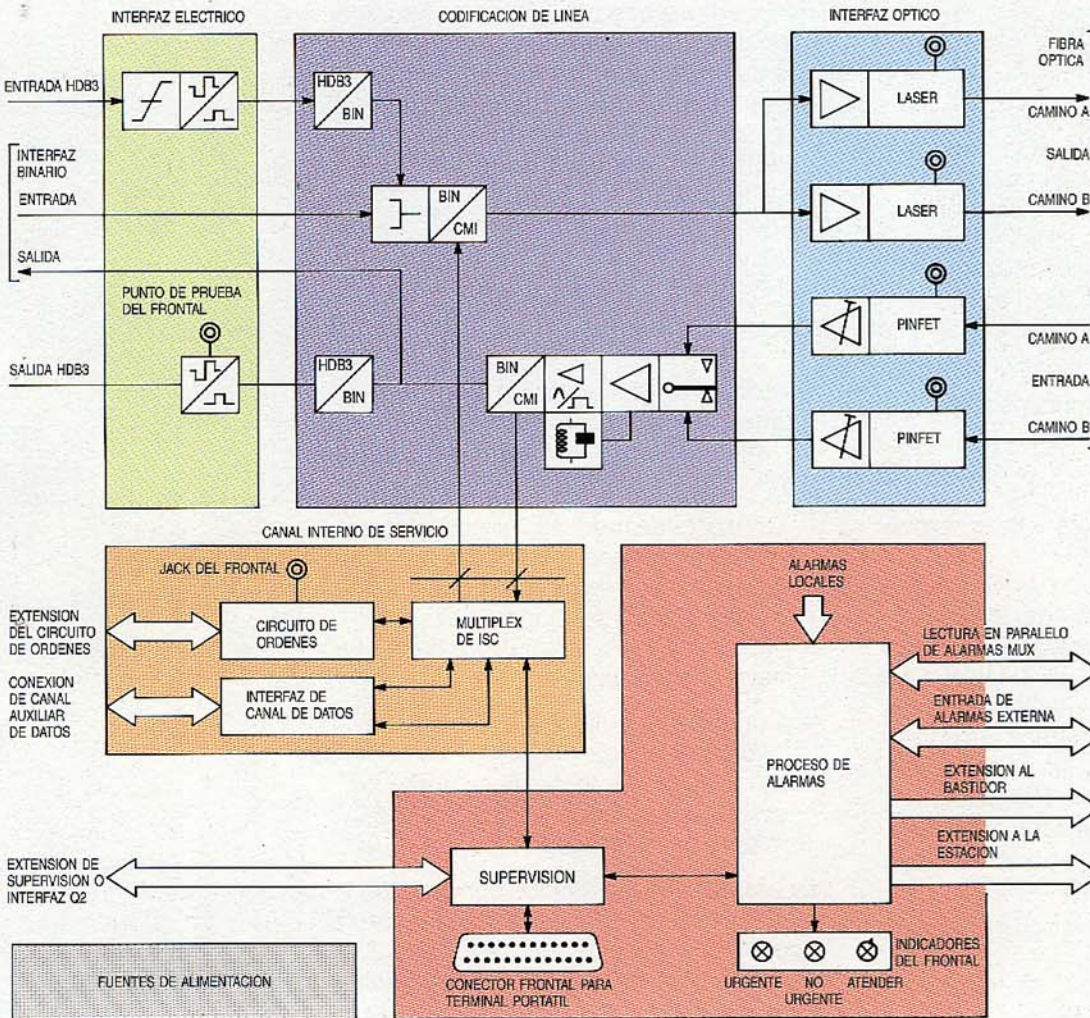 INTERFAZ ELECTRICO
CODIFICACION DE LINEA
INTERFAZ OPTICO
FIBRA
OPTICA
ENTRADA HDB3
HDB3
BIN
LASER
CAMINO A
INTERFAZ
BINARIO
ENTRADA
BIN
CMI
SALIDA
LASER
CAMINO B
SALIDA
PUNTO DE PRUEBA
DEL FRONTAL
PINFET
CAMINO A
SALIDA HDB3
HDB3
BIN
BIN
CMI
ENTRADA
PINFET
CAMINO B
CANAL INTERNO DE SERVICIO
JACK DEL FRONTAL
ALARMAS
LOCALES
EXTENSION
DEL CIRCUITO
DE ORDENES
CIRCUITO DE
ORDENES
MULTIPLEX
DE ISC
LECTURA EN PARALELO
DE ALARMAS MUX
CONEXION
DE CANAL
AUXILIAR
DE DATOS
INTERFAZ DE
CANAL DE DATOS
ENTRADA DE
ALARMAS EXTERNA
PROCESO DE
ALARMAS
EXTENSION AL
BASTIDOR
EXTENSION A LA
ESTACION
EXTENSION DE
SUPERVISION O
INTERFAZ Q2
SUPERVISION
INDICADORES
DEL FRONTAL
URGENTE
NO
URGENTE
ATENDER
CONECTOR FRONTAL PARA
TERMINAL PORTATIL
FUENTES DE ALIMENTACION